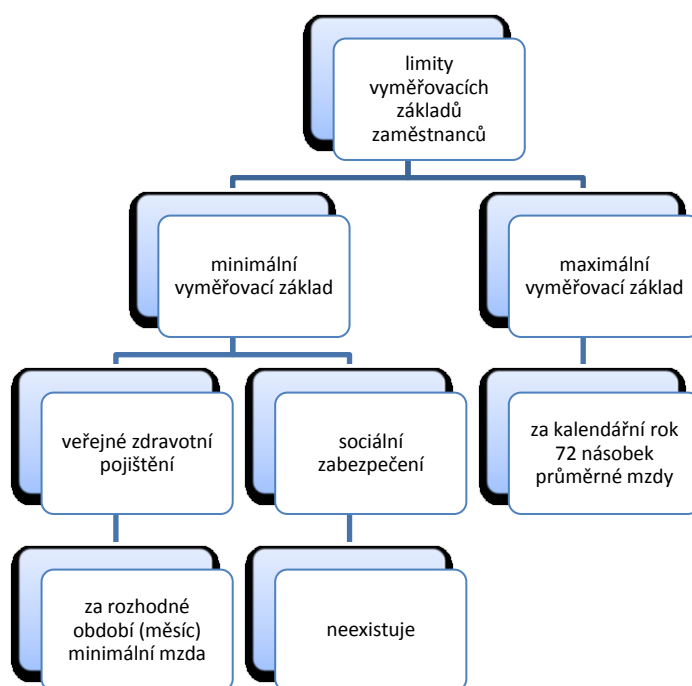 limity
vyměřovacích
základů
zaměstnanců
minimální
vyměřovací základ
maximální
vyměřovací základ
veřejné zdravotní
pojištění
sociální
zabezpečení
za kalendářní rok
72 násobek
průměrné mzdy
za rozhodné
období (měsíc)
minimální mzda
neexistuje